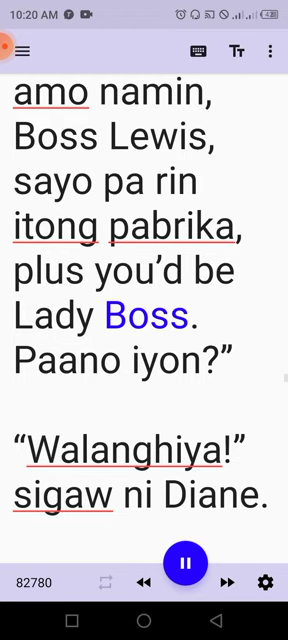 10:20 AM
amo namin,
Boss Lewis,
sayo pa rin
itong pabrika,
plus you’d be
Lady Boss.
Paano iyon?”
“Walanghiya!”
sigaw ni Diane.
82780